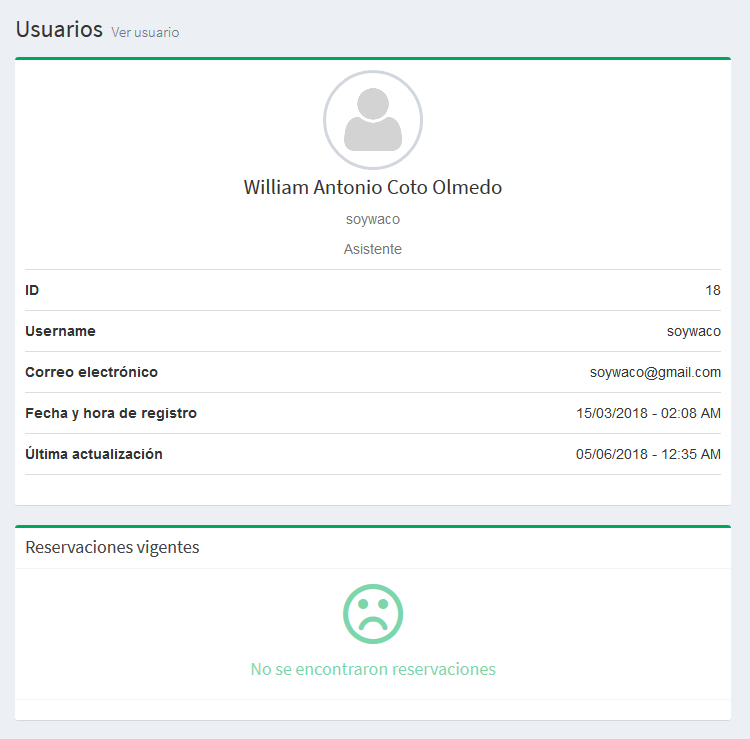 Usuarios Ver usuario
William Antonio Coto Olmedo
soywaco
Asistente
ID 18
Username soywaco
Correo electrónico soywaco@gmail.com
Fecha y hora de registro 15/03/2018 - 02:08 AM
Última actualización 05/06/2018 - 12:35 AM
Reservaciones vigentes
No se encontraron reservaciones